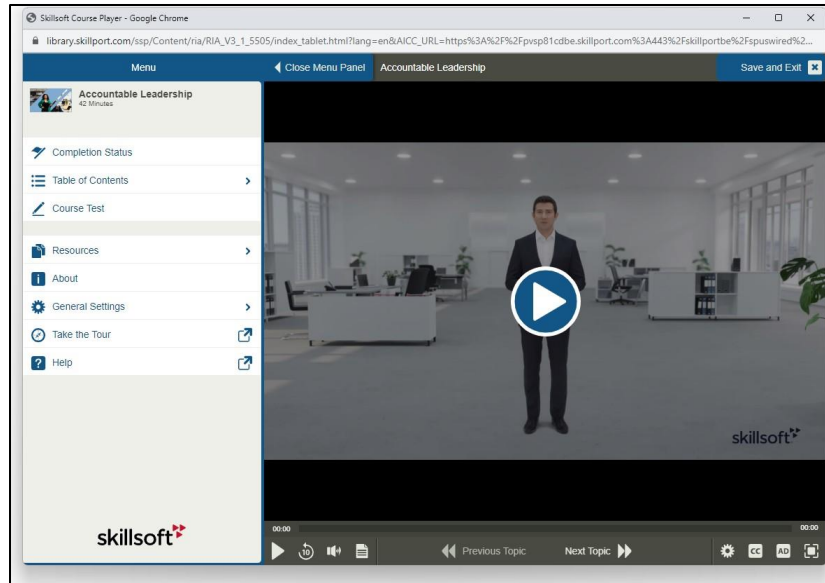 Skillsoft Course Player - Google Chrome
library.skillport.com/ssp/Content/ria/RIA_V3_1_5505/index_tablet.html?lang=en&AICC_URL=https%3A%2F%2Fpvsp81cdbe.skillport.com%3A443%2Fskillportbe%2Fspuswired%2...
Menu
Close Menu Panel
Accountable Leadership
Save and Exit
Accountable Leadership
42 Minutes
Completion Status
Table of Contents
Course Test
Resources
About
General Settings
Take the Tour
Help
skillsoft
skillsoft
00:00
00:00
10
Previous Topic
Next Topic
CC
AD